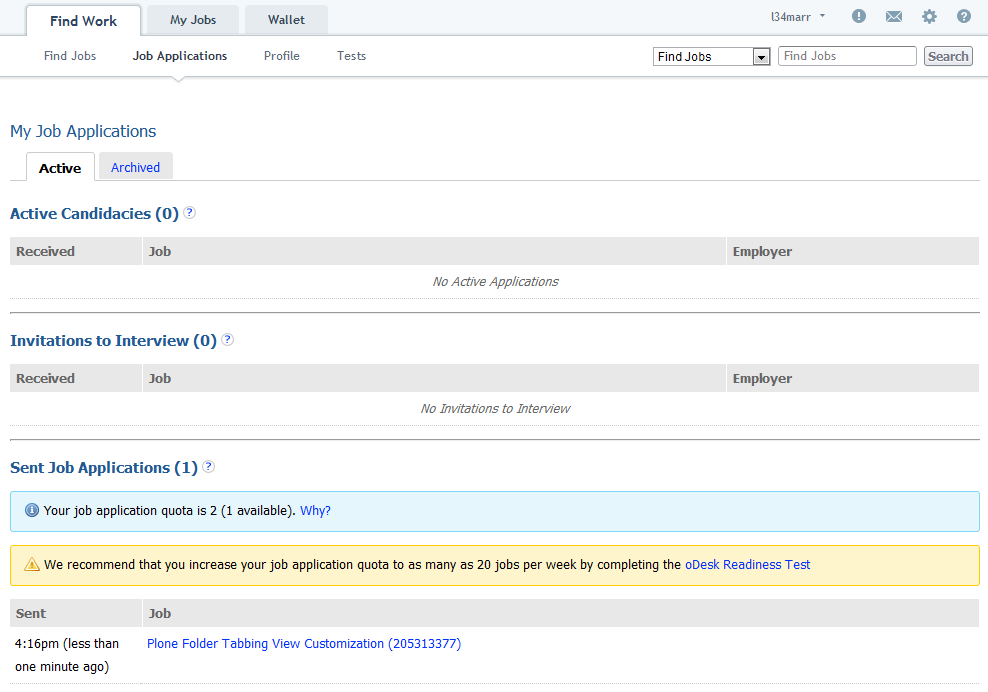 Find Work My Jobs Wallet l34marr
Find Jobs Job Applications Profile Tests Find Jobs Find Jobs Search
My Job Applications
Active Archived
Active Candidacies (0) ?
Received Job Employer
No Active Applications
Invitations to Interview (0) ?
Received Job Employer
No Invitations to Interview
Sent Job Applications (1) ?
Your job application quota is 2 (1 available). Why?
We recommend that you increase your job application quota to as many as 20 jobs per week by completing the oDesk Readiness Test
Sent Job
4:16pm (less than Plone Folder Tabbing View Customization (205313377)
one minute ago)